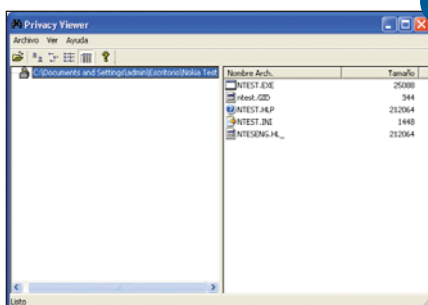 Privacy Viewer
Archivo Ver Ayuda
C:\Documents and Settings\admin\Escritorio\Nokia Test
Nombre Arch. Tamaño
NTEST.EXE 25088
ntest.GID 344
NTEST.HLP 212064
NTEST.INI 1448
NTESENG.HL_ 212064
Listo